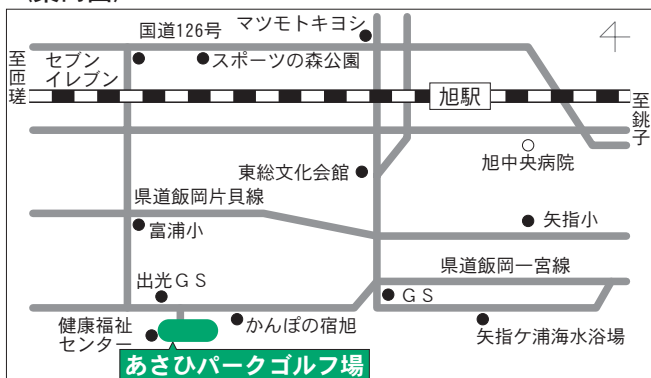 国道126号
マツモトキヨシ
至匝瑳
セブン
イレブン
スポーツの森公園
旭駅
至銚子
旭中央病院
東総文化会館
県道飯岡片貝線
富浦小
矢指小
県道飯岡一宮線
出光GS
GS
健康福祉
センター
かんぽの宿旭
矢指ケ浦海水浴場
あさひパークゴルフ場